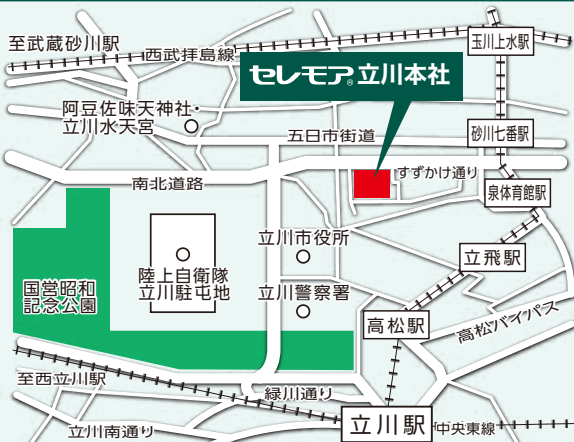 至武蔵砂川駅
西武拝島線
玉川上水駅
セレモア® 立川本社
阿豆佐味天神社・
立川水天宮
五日市街道
砂川七番駅
すずかけ通り
南北道路
泉体育館駅
立川市役所
立飛駅
国営昭和
記念公園
陸上自衛隊
立川駐屯地
立川警察署
高松駅
高松バイパス
至西立川駅
緑川通り
立川南通り
立川駅
中央東線